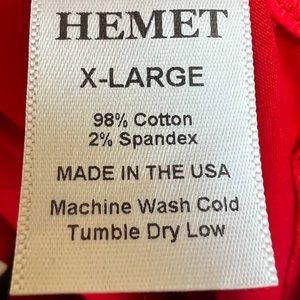 HEMET
X-LARGE
98% Cotton
2% Spandex
MADE IN THE USA
Machine Wash Cold
Tumble Dry Low